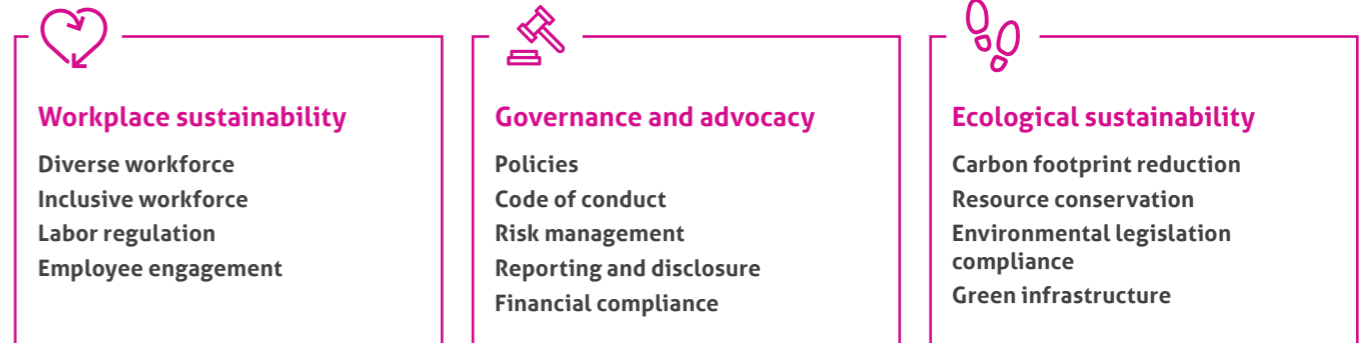 Workplace sustainability
Diverse workforce
Inclusive workforce
Labor regulation
Employee engagement
Governance and advocacy
Policies
Code of conduct
Risk management
Reporting and disclosure
Financial compliance
Ecological sustainability
Carbon footprint reduction
Resource conservation
Environmental legislation
compliance
Green infrastructure